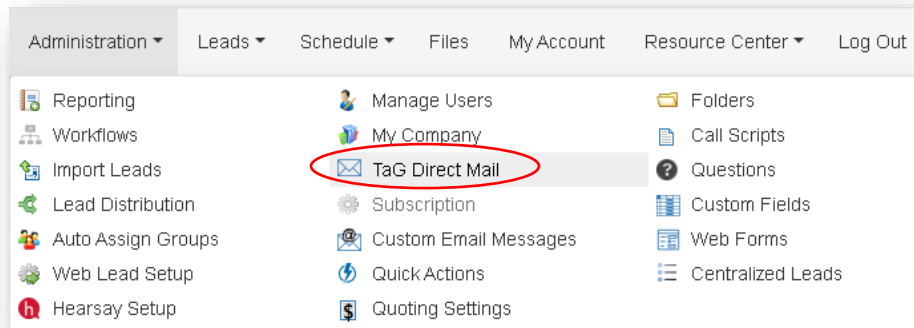 Administration Leads Schedule Files My Account Resource Center Log Out
Reporting Manage Users Folders
Workflows My Company Call Scripts
Import Leads TaG Direct Mail Questions
Lead Distribution Subscription Custom Fields
Auto Assign Groups Custom Email Messages Web Forms
Web Lead Setup Quick Actions Centralized Leads
Hearsay Setup Quoting Settings